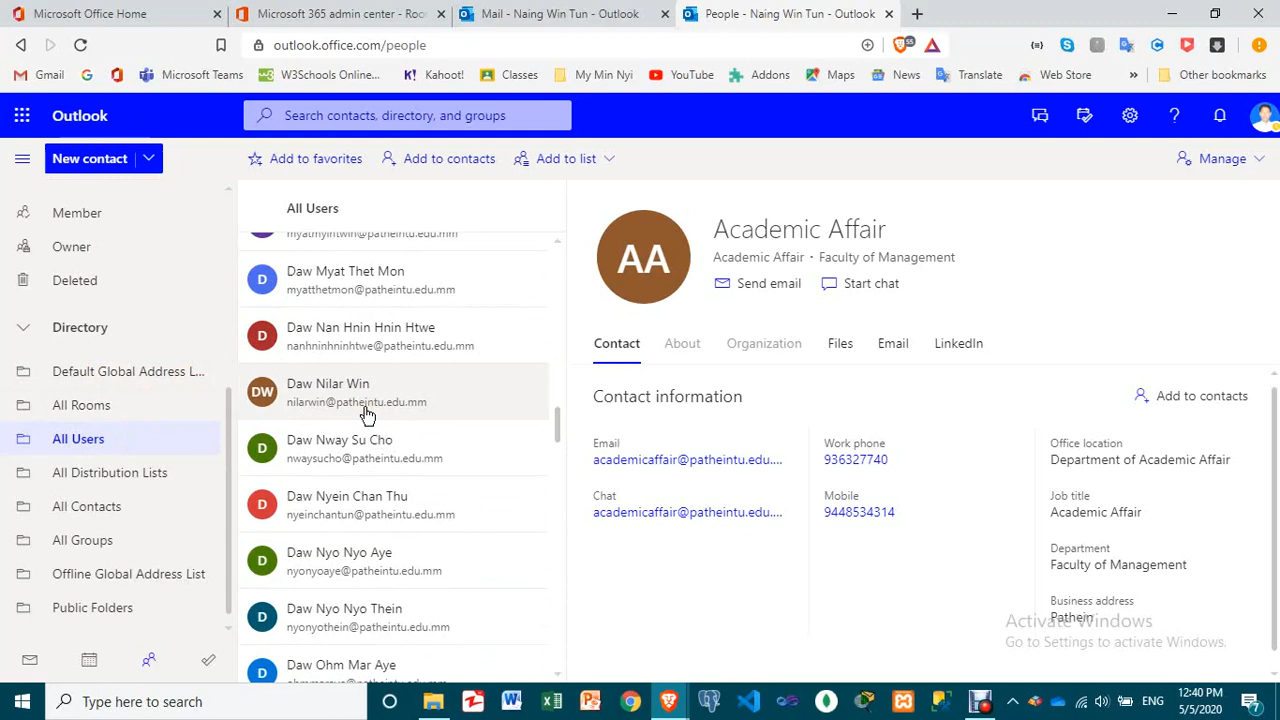 Microsoft Office Home
Microsoft 365 admin center - Roo
Mail - Naing Win Tun - Outlook
People - Naing Win Tun - Outlook
outlook.office.com/people
55
Gmail
Microsoft Teams
W3Schools Online...
Kahoot!
Classes
My Min Nyi
YouTube
Addons
Maps
News
Translate
Web Store
Other bookmarks
Outlook
Search contacts, directory, and groups
New contact
Add to favorites
Add to contacts
Add to list
Manage
Member
Owner
Deleted
Directory
Default Global Address L...
All Rooms
All Users
All Distribution Lists
All Contacts
All Groups
Offline Global Address List
Public Folders
All Users
myatmyintwin@patheintu.edu.mm
D
Daw Myat Thet Mon
myatthetmon@patheintu.edu.mm
D
Daw Nan Hnin Hnin Htwe
nanhninhninhtwe@patheintu.edu.mm
DW
Daw Nilar Win
nilarwin@patheintu.edu.mm
D
Daw Nway Su Cho
nwaysucho@patheintu.edu.mm
D
Daw Nyein Chan Thu
nyeinchantun@patheintu.edu.mm
D
Daw Nyo Nyo Aye
nyonyoaye@patheintu.edu.mm
D
Daw Nyo Nyo Thein
nyonyothein@patheintu.edu.mm
D
Daw Ohm Mar Aye
AA
Academic Affair
Academic Affair · Faculty of Management
Send email
Start chat
Contact
About
Organization
Files
Email
LinkedIn
Contact information
Add to contacts
Email
academicaffair@patheintu.edu....
Chat
academicaffair@patheintu.edu....
Work phone
936327740
Mobile
9448534314
Office location
Department of Academic Affair
Job title
Academic Affair
Department
Faculty of Management
Business address
Pathein
Activate Windows
Go to Settings to activate Windows.
Type here to search
ENG
12:40 PM
5/5/2020
7